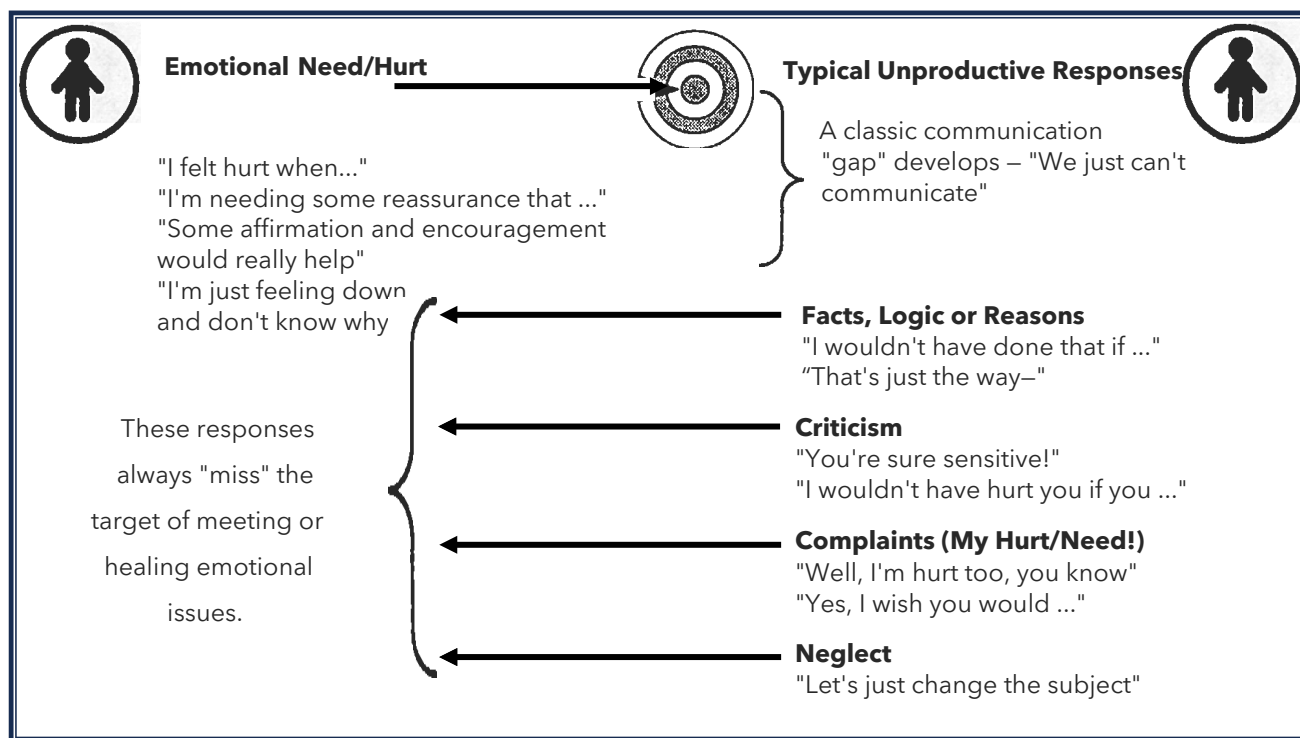 Emotional Need/Hurt
Typical Unproductive Responses
"I felt hurt when..."
"I'm needing some reassurance that ..."
"Some affirmation and encouragement
would really help"
"I'm just feeling down
and don't know why
A classic communication
"gap" develops – "We just can't
communicate"
These responses
always "miss" the
target of meeting or
healing emotional
issues.
Facts, Logic or Reasons
"I wouldn't have done that if ..."
“That's just the way–"
Criticism
"You're sure sensitive!"
"I wouldn't have hurt you if you ..."
Complaints (My Hurt/Need!)
"Well, I'm hurt too, you know"
"Yes, I wish you would ..."
Neglect
"Let's just change the subject"